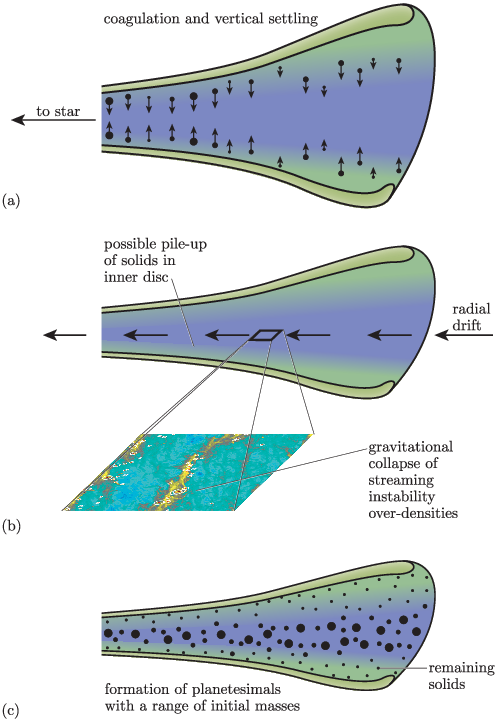 coagulation and vertical settling
to star
(a)
possible pile-up
of solids in
inner disc
radial
drift
gravitational
collapse of
streaming
instability
over-densities
(b)
remaining
solids
formation of planetesimals
with a range of initial masses
(c)